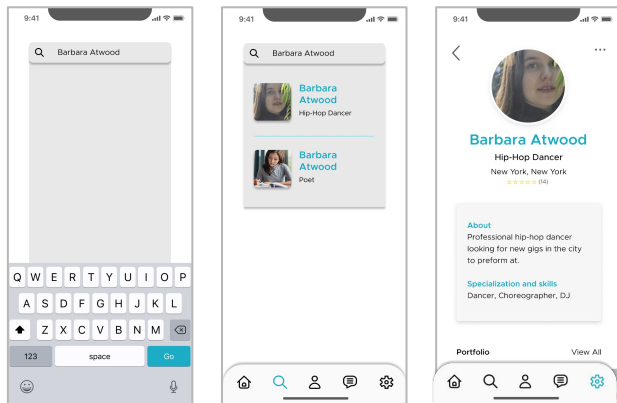 9:41
Barbara Atwood
Q W E R T Y U I O P
A S D F G H J K L
Z X C V B N M
123 space Go
9:41
Barbara Atwood
Barbara
Atwood
Hip-Hop Dancer
Barbara
Atwood
Poet
9:41
Barbara Atwood
Hip-Hop Dancer
New York, New York
☆☆☆☆☆ (14)
About
Professional hip-hop dancer
looking for new gigs in the city
to preform at.
Specialization and skills
Dancer, Choreographer, DJ
Portfolio View All